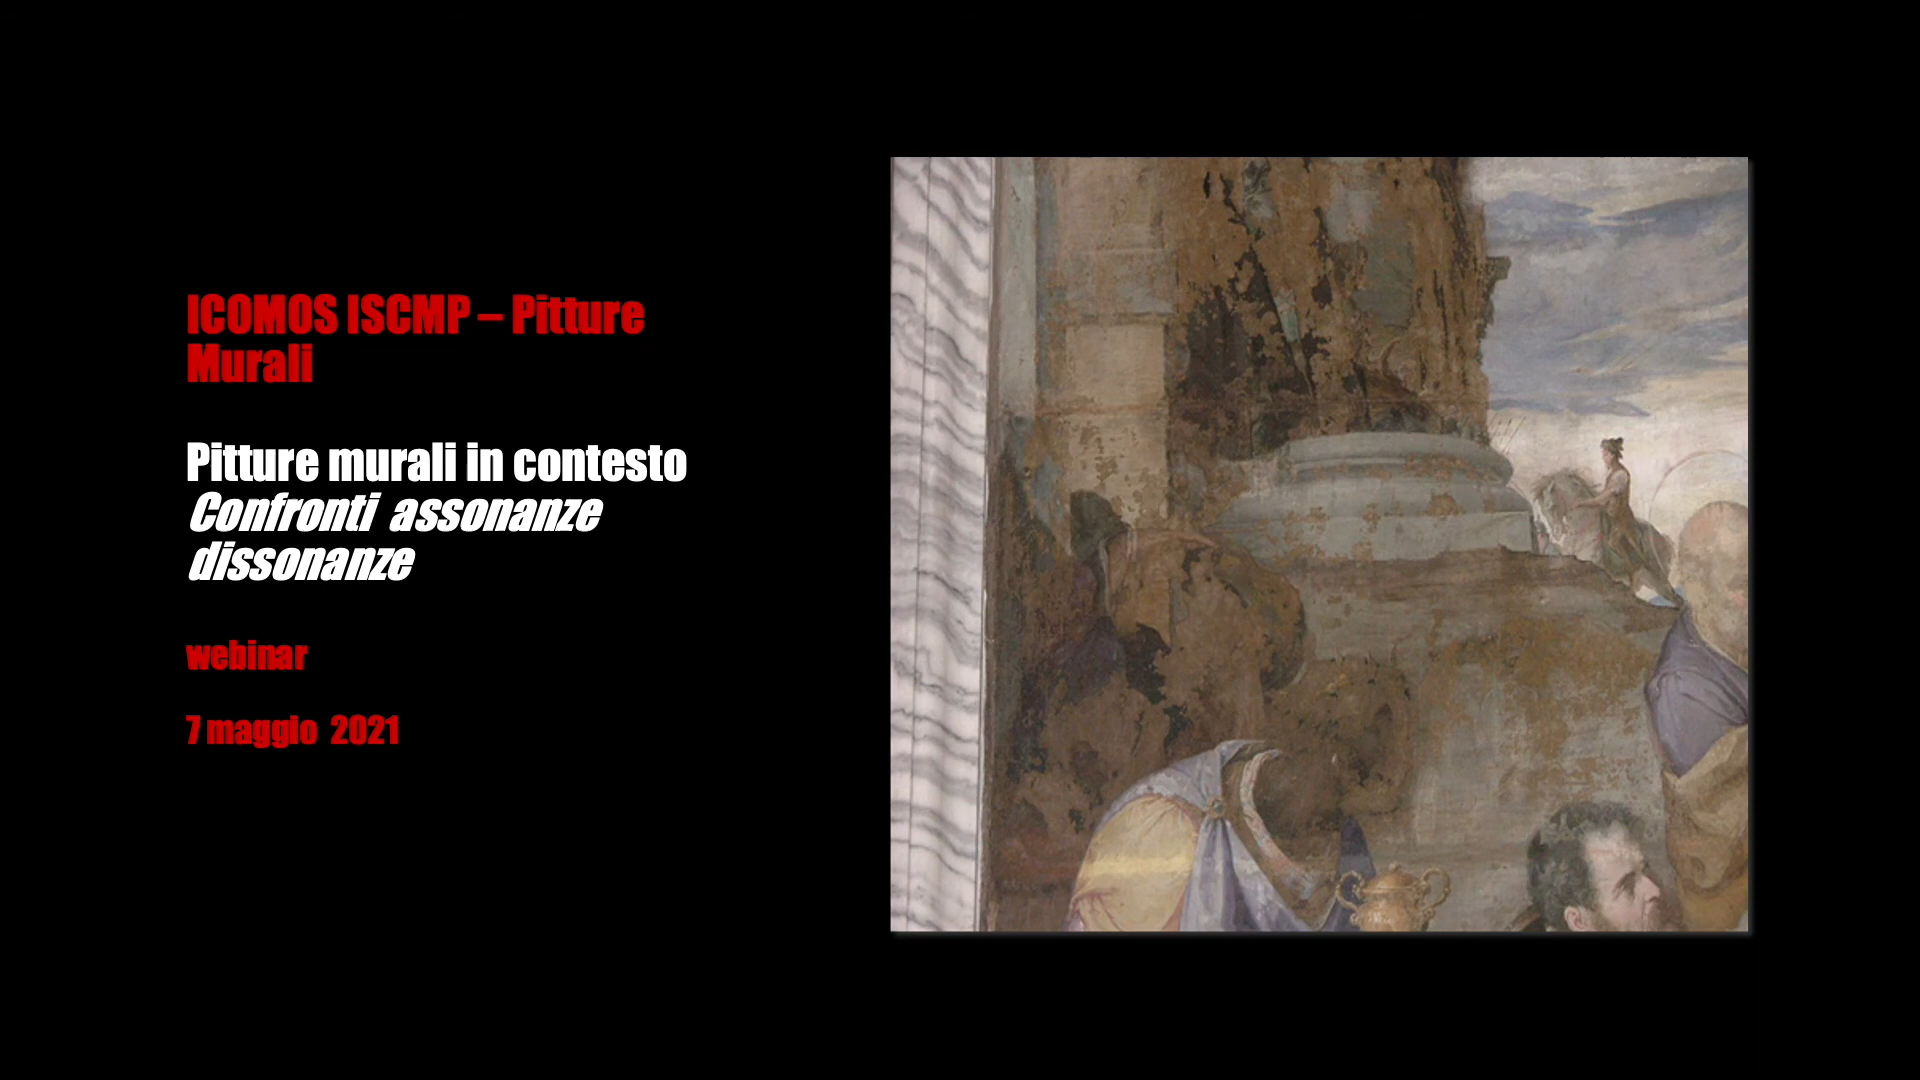 ICOMOS ISCMP – Pitture
Murali
Pitture murali in contesto
Confronti assonanze
dissonanze
webinar
7 maggio 2021